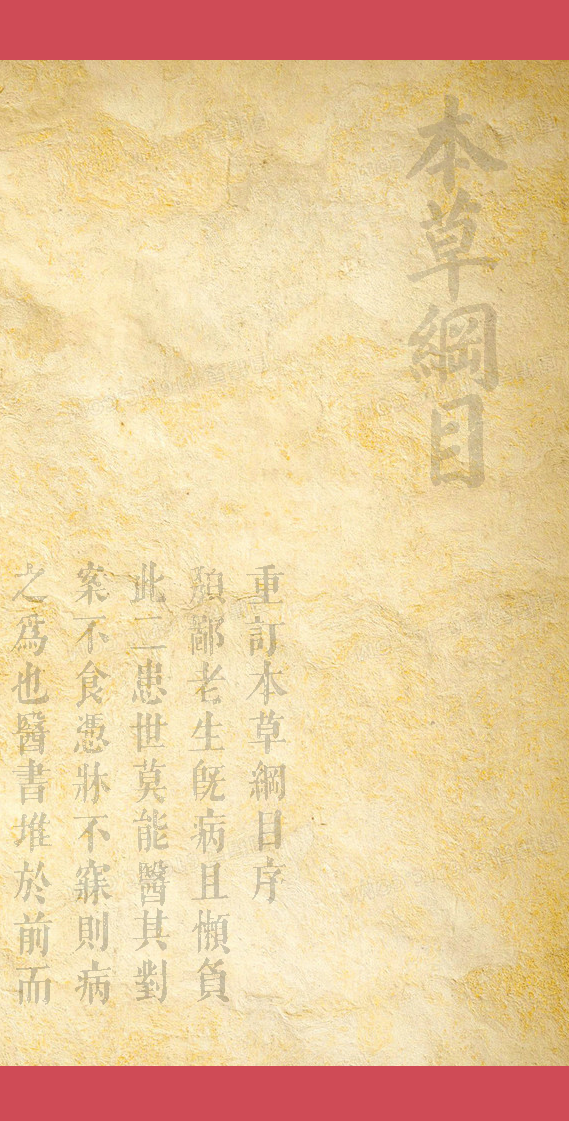 本草綱目
重訂本草綱目序
鄙老生旣病且懶負
此二患世莫能醫其對
案不食憑牀不寐則病
之爲也醫書堆於前而